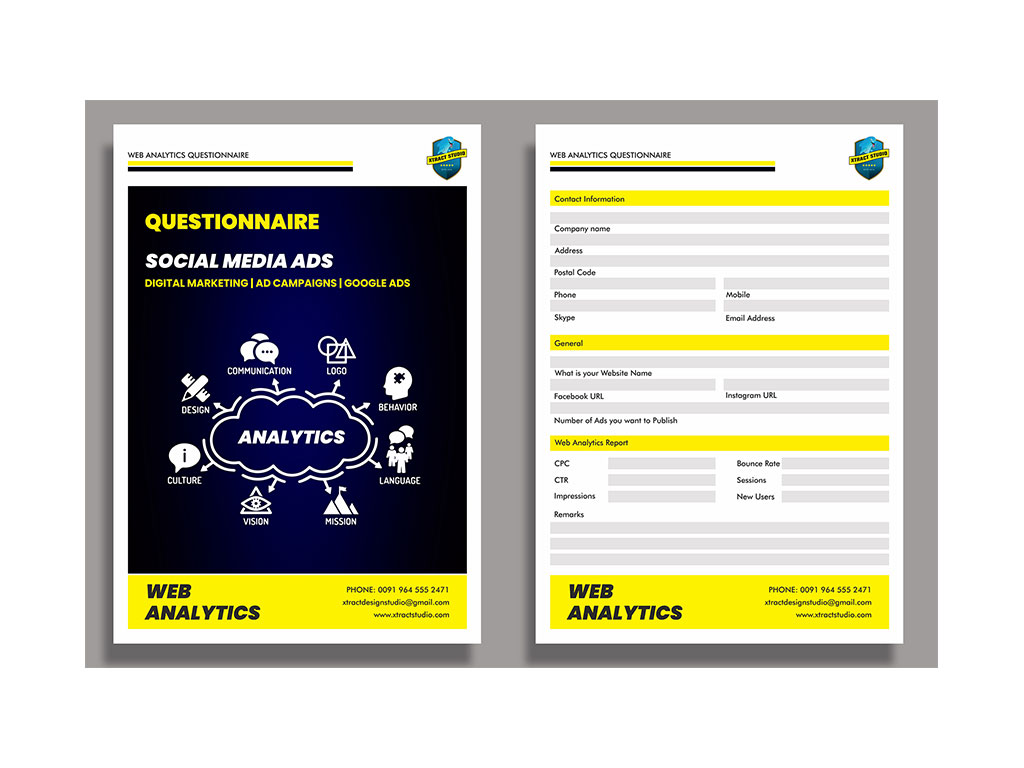 WEB ANALYTICS QUESTIONNAIRE
XTRACT STUDIO
QUESTIONNAIRE
SOCIAL MEDIA ADS
DIGITAL MARKETING | AD CAMPAIGNS | GOOGLE ADS
COMMUNICATION
LOGO
DESIGN
BEHAVIOR
ANALYTICS
CULTURE
LANGUAGE
VISION
MISSION
WEB
ANALYTICS
PHONE: 0091 964 555 2471
xtractdesignstudio@gmail.com
www.xtractstudio.com
WEB ANALYTICS QUESTIONNAIRE
XTRACT STUDIO
Contact Information
Company name
Address
Postal Code
Phone Mobile
Skype Email Address
General
What is your Website Name
Facebook URL Instagram URL
Number of Ads you want to Publish
Web Analytics Report
CPC Bounce Rate
CTR Sessions
Impressions New Users
Remarks
WEB
ANALYTICS
PHONE: 0091 964 555 2471
xtractdesignstudio@gmail.com
www.xtractstudio.com